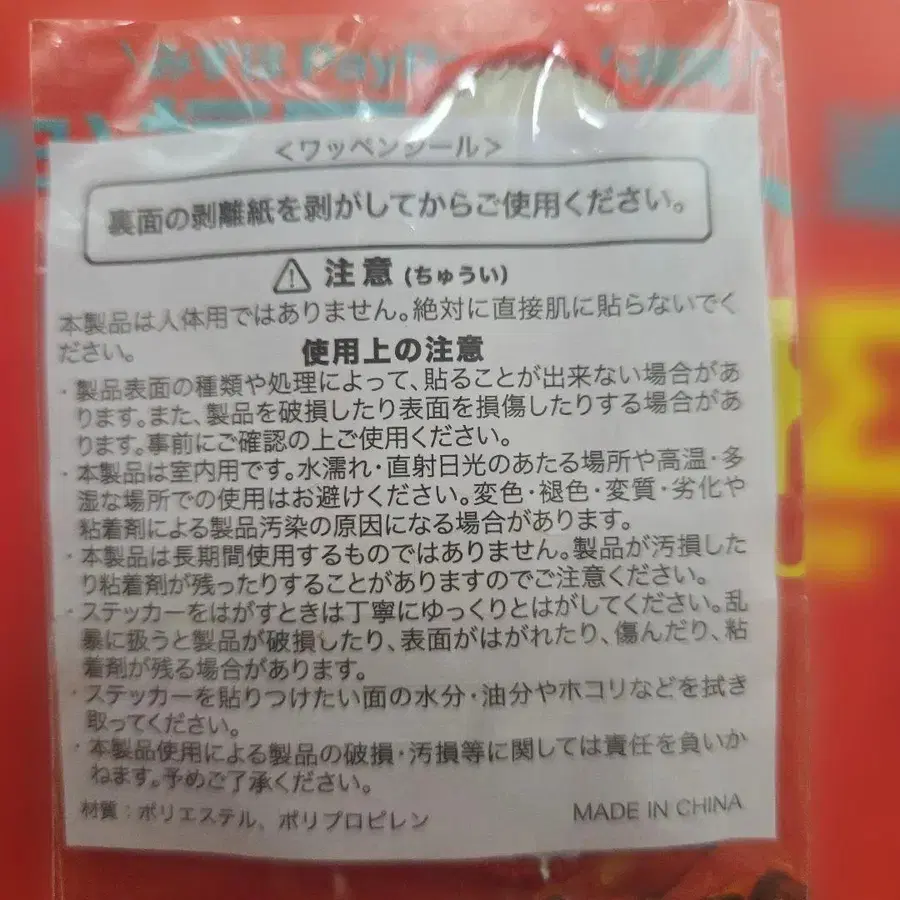 みずほPayPay
<ワッペンシール>
裏面の剥離紙を剥がしてからご使用ください。
注意(ちゅうい)
本製品は人体用ではありません。絶対に直接肌に貼らないでく
ださい。
使用上の注意
・製品表面の種類や処理によって、貼ることが出来ない場合があ
ります。また、製品を破損したり表面を損傷したりする場合があ
ります。事前にご確認の上ご使用ください。
・本製品は室内用です。水濡れ・直射日光のあたる場所や高温・多
湿な場所での使用はお避けください。変色・褪色・変質・劣化や
粘着剤による製品汚染の原因になる場合があります。
・本製品は長期間使用するものではありません。製品が汚損した
り粘着剤が残ったりすることがありますのでご注意ください。
・ステッカーをはがすときは丁寧にゆっくりとはがしてください。乱
暴に扱うと製品が破損したり、表面がはがれたり、傷んだり、粘
着剤が残る場合があります。
・ステッカーを貼りつけたい面の水分・油分やホコリなどを拭き
取ってください。
・本製品使用による製品の破損・汚損等に関しては責任を負いか
ねます。予めご了承ください。
材質：ポリエステル、ポリプロピレン
MADE IN CHINA